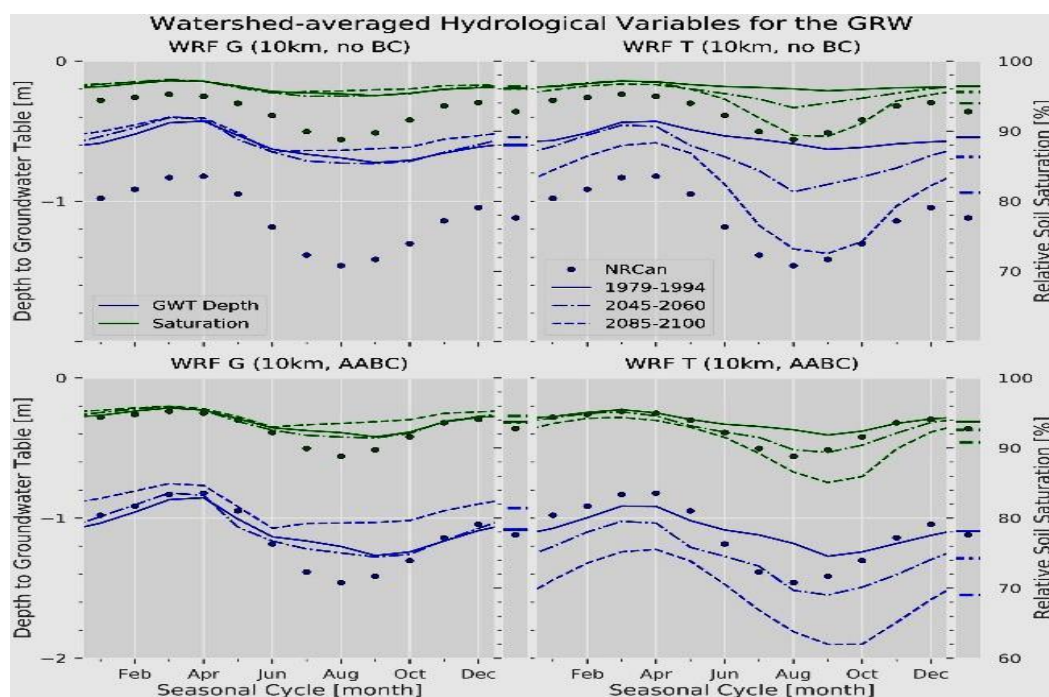 Watershed-averaged Hydrological Variables for the GRW
WRF G (10km, no BC)
WRF T (10km, no BC)
0
−1
Depth to Groundwater Table [m]
GWT Depth
Saturation
NRCan
1979-1994
2045-2060
2085-2100
100
90
80
70
Relative Soil Saturation [%]
WRF G (10km, AABC)
WRF T (10km, AABC)
0
−1
−2
Depth to Groundwater Table [m]
100
90
80
70
60
Relative Soil Saturation [%]
Feb Apr Jun Aug Oct Dec
Feb Apr Jun Aug Oct Dec
Seasonal Cycle [month]
Seasonal Cycle [month]